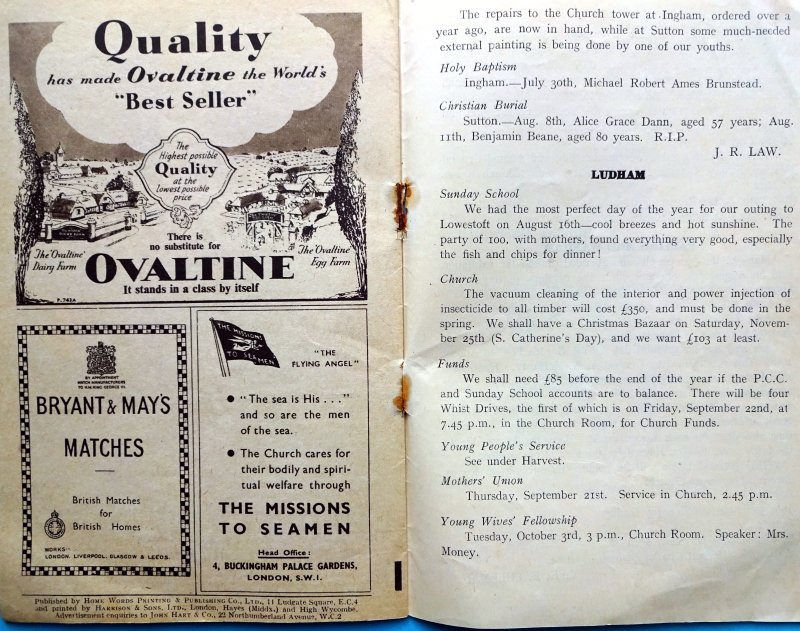 Quality
has made Ovaltine the World's
"Best Seller"
The
Highest possible
Quality
at the
lowest possible
price
There is
no substitute for
The 'Ovaltine'
Dairy Farm
The 'Ovaltine'
Egg Farm
OVALTINE
It stands in a class by itself
P.742A
BY APPOINTMENT
MATCH MANUFACTURERS
TO H.M. KING GEORGE VI.
BRYANT & MAY'S
MATCHES
British Matches
for
British Homes
WORKS:-
LONDON, LIVERPOOL, GLASGOW & LEEDS.
THE MISSIONS
TO SEAMEN
"THE
FLYING ANGEL"
• "The sea is His . . ."
and so are the men
of the sea.
• The Church cares for
their bodily and spiri-
tual welfare through
THE MISSIONS
TO SEAMEN
Head Office:
4, BUCKINGHAM PALACE GARDENS,
LONDON, S.W.1.
Published by HOME WORDS PRINTING & PUBLISHING CO., LTD., 11 Ludgate Square, E.C.4
and printed by HARRISON & SONS, LTD., London, Hayes (Middx.) and High Wycombe.
Advertisement enquiries to JOHN HART & CO., 22 Northumberland Avenue, W.C.2
The repairs to the Church tower at Ingham, ordered over a
year ago, are now in hand, while at Sutton some much-needed
external painting is being done by one of our youths.
Holy Baptism
Ingham.—July 30th, Michael Robert Ames Brunstead.
Christian Burial
Sutton.—Aug. 8th, Alice Grace Dann, aged 57 years; Aug.
11th, Benjamin Beane, aged 80 years. R.I.P.
J. R. LAW.
LUDHAM
Sunday School
We had the most perfect day of the year for our outing to
Lowestoft on August 16th—cool breezes and hot sunshine. The
party of 100, with mothers, found everything very good, especially
the fish and chips for dinner!
Church
The vacuum cleaning of the interior and power injection of
insecticide to all timber will cost £350, and must be done in the
spring. We shall have a Christmas Bazaar on Saturday, Novem-
ber 25th (S. Catherine's Day), and we want £103 at least.
Funds
We shall need £85 before the end of the year if the P.C.C.
and Sunday School accounts are to balance. There will be four
Whist Drives, the first of which is on Friday, September 22nd, at
7.45 p.m., in the Church Room, for Church Funds.
Young People's Service
See under Harvest.
Mothers' Union
Thursday, September 21st. Service in Church, 2.45 p.m.
Young Wives' Fellowship
Tuesday, October 3rd, 3 p.m., Church Room. Speaker: Mrs.
Money.